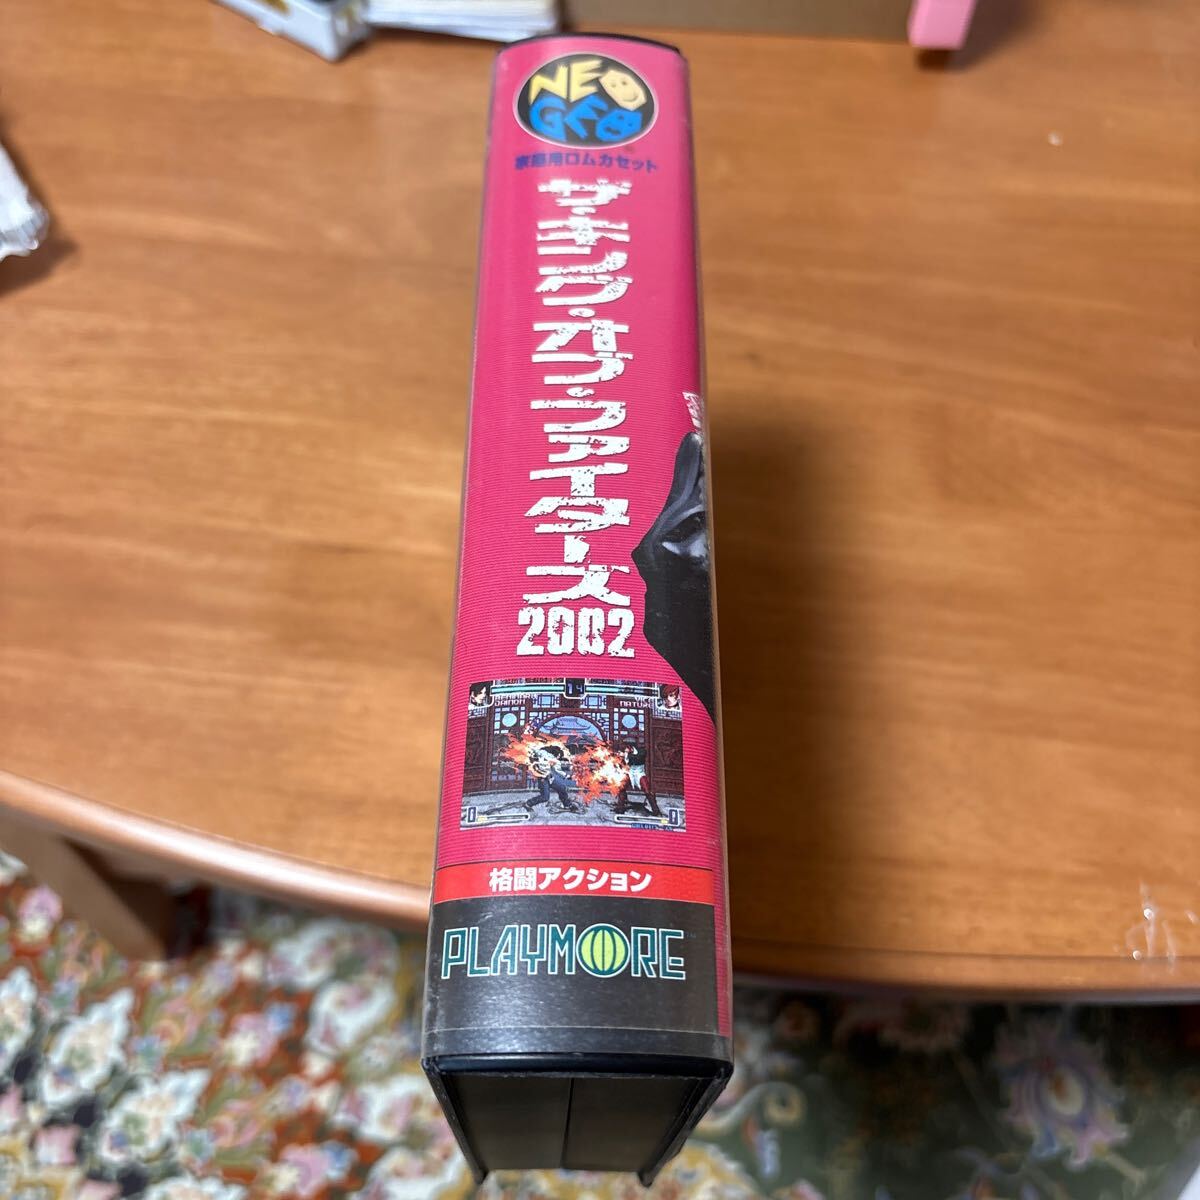 NEO
GEO
家庭用ロムカセット
ザ・キング・オブ・ファイターズ
2002
格闘アクション
PLAYMORE